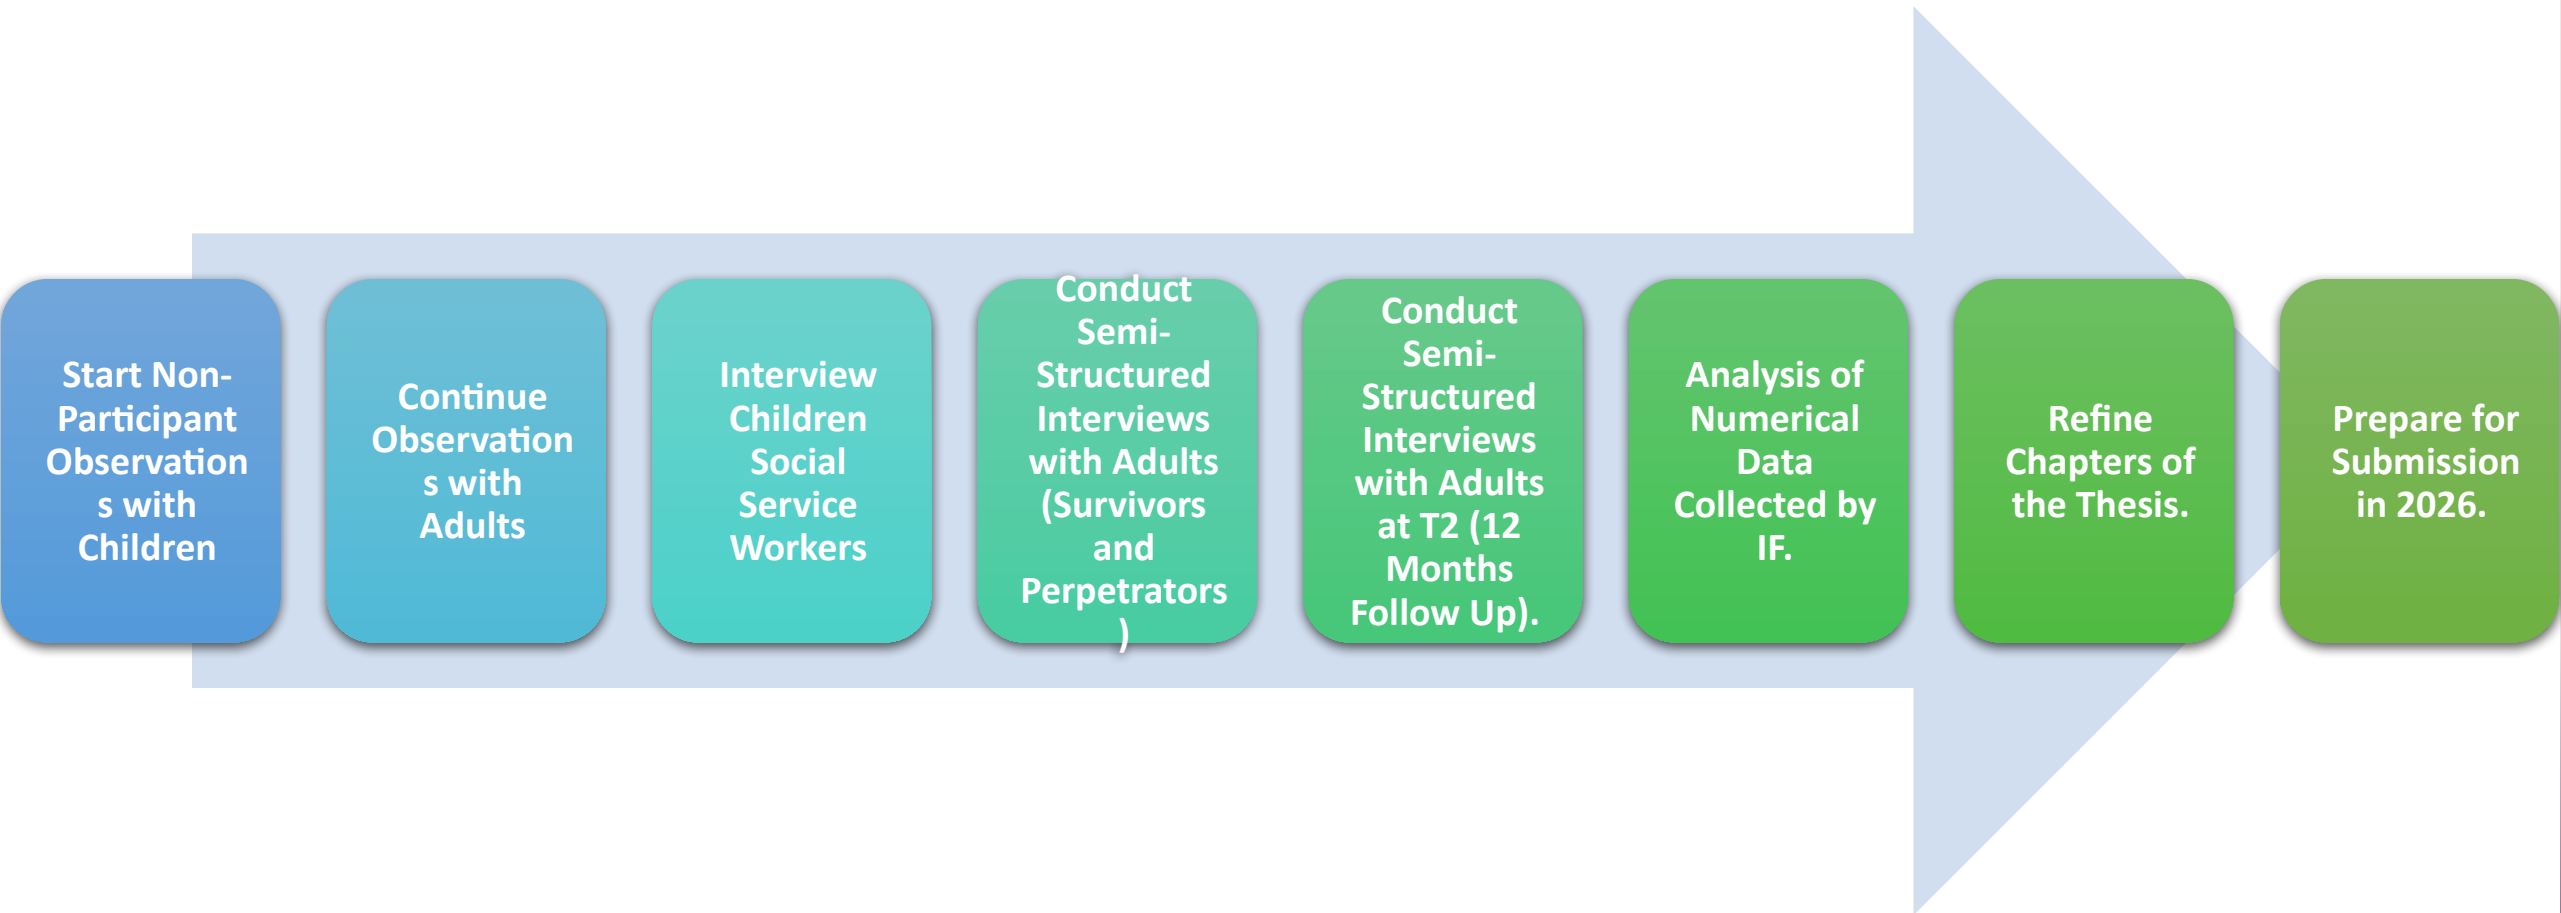 Start Non-
Participant
Observation
s with
Children
Continue
Observation
s with
Adults
Interview
Children
Social
Service
Workers
Conduct
Semi-
Structured
Interviews
with Adults
(Survivors
and
Perpetrators
)
Conduct
Semi-
Structured
Interviews
with Adults
at T2 (12
Months
Follow Up).
Analysis of
Numerical
Data
Collected by
IF.
Refine
Chapters of
the Thesis.
Prepare for
Submission
in 2026.